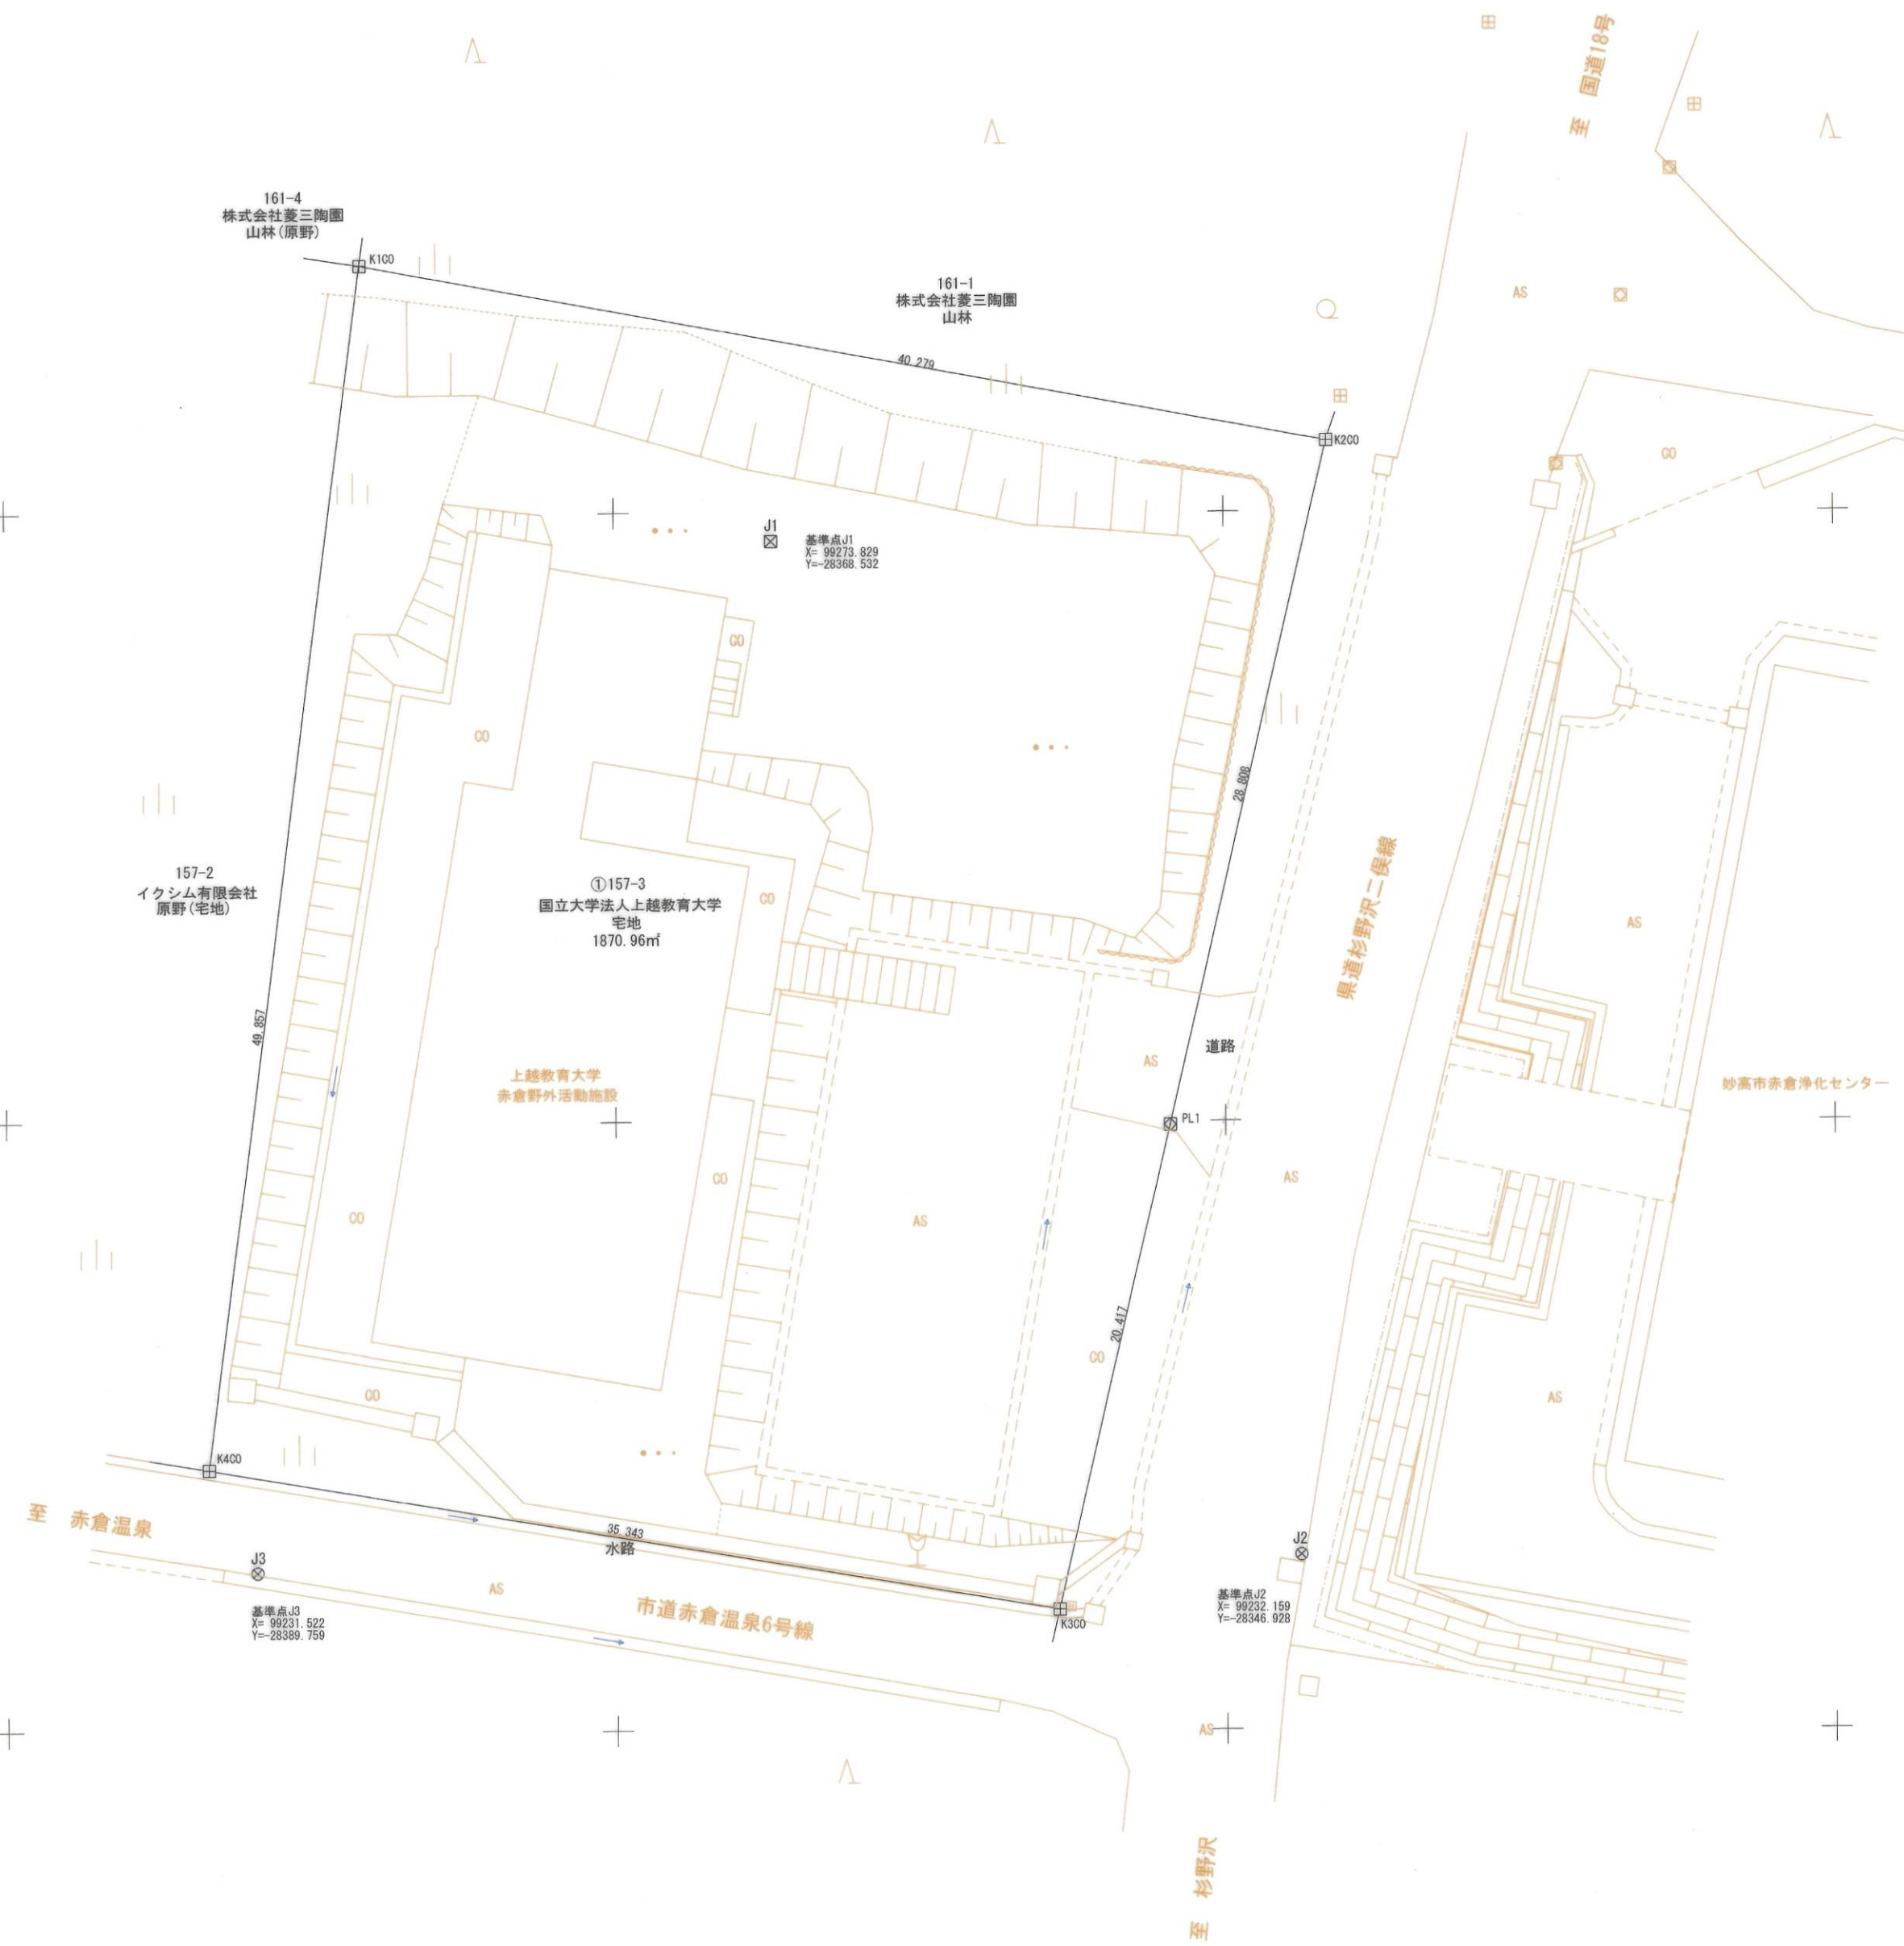 至 国道18号
161-4
株式会社菱三陶園
山林(原野)
K1CO
161-1
株式会社菱三陶園
山林
AS
40.279
K2CO
CO
J1
基準点J1
X= 99273.829
Y=-28368.532
CO
CO
28.808
県道杉野沢二俣線
157-2
イクシム有限会社
原野(宅地)
①157-3
国立大学法人上越教育大学
宅地
1870.96㎡
CO
AS
49.857
道路
AS
上越教育大学
赤倉野外活動施設
妙高市赤倉浄化センター
PL1
CO
AS
CO
AS
20.417
CO
CO
AS
K4CO
至 赤倉温泉
35.343
水路
J3
基準点J3
X= 99231.522
Y=-28389.759
AS
市道赤倉温泉6号線
K3CO
J2
基準点J2
X= 99232.159
Y=-28346.928
AS
至 杉野沢